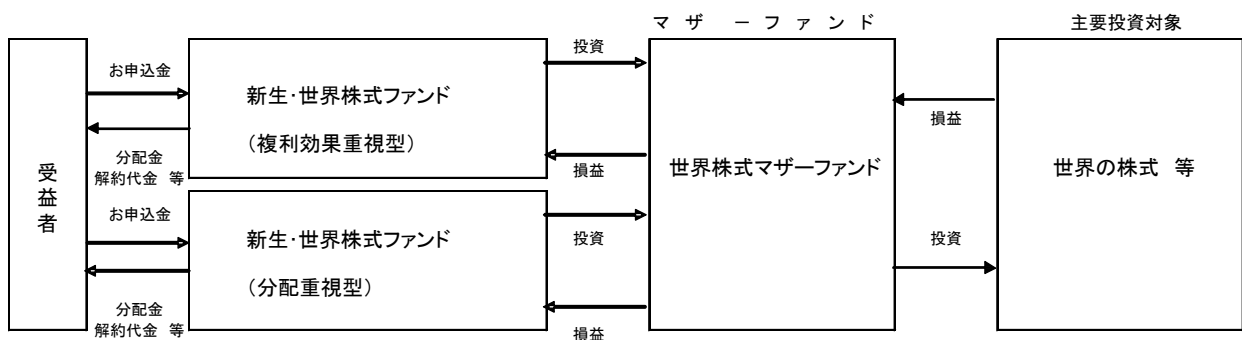 マザーファンド
主要投資対象
受益者
お申込金
分配金
解約代金 等
お申込金
分配金
解約代金 等
新生・世界株式ファンド
(複利効果重視型)
新生・世界株式ファンド
(分配重視型)
投資
損益
投資
損益
世界株式マザーファンド
損益
投資
世界の株式 等